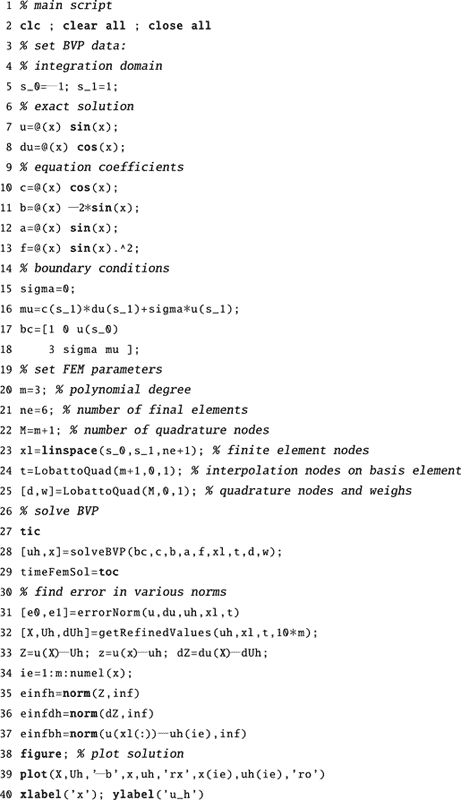 1 % main script
2 clc ; clear all ; close all
3 % set BVP data:
4 % integration domain
5 s_0=—1; s_1=1;
6 % exact solution
7 u=@(x) sin(x);
8 du=@(x) cos(x);
9 % equation coefficients
10 c=@(x) cos(x);
11 b=@(x) —2*sin(x);
12 a=@(x) sin(x);
13 f=@(x) sin(x).^2;
14 % boundary conditions
15 sigma=0;
16 mu=c(s_1)*du(s_1)+sigma*u(s_1);
17 bc=[1 0 u(s_0)
18 3 sigma mu ];
19 % set FEM parameters
20 m=3; % polynomial degree
21 ne=6; % number of final elements
22 M=m+1; % number of quadrature nodes
23 xl=linspace(s_0,s_1,ne+1); % finite element nodes
24 t=LobattoQuad(m+1,0,1); % interpolation nodes on basis element
25 [d,w]=LobattoQuad(M,0,1); % quadrature nodes and weighs
26 % solve BVP
27 tic
28 [uh,x]=solveBVP(bc,c,b,a,f,xl,t,d,w);
29 timeFemSol=toc
30 % find error in various norms
31 [e0,e1]=errorNorm(u,du,uh,xl,t)
32 [X,Uh,dUh]=getRefinedValues(uh,xl,t,10*m);
33 Z=u(X)—Uh; z=u(x)—uh; dZ=du(X)—dUh;
34 ie=1:m:numel(x);
35 einfh=norm(Z,inf)
36 einfdh=norm(dZ,inf)
37 einfbh=norm(u(xl(:))—uh(ie),inf)
38 figure; % plot solution
39 plot(X,Uh,'—b',x,uh,'rx',x(ie),uh(ie),'ro')
40 xlabel('x'); ylabel('u_h')